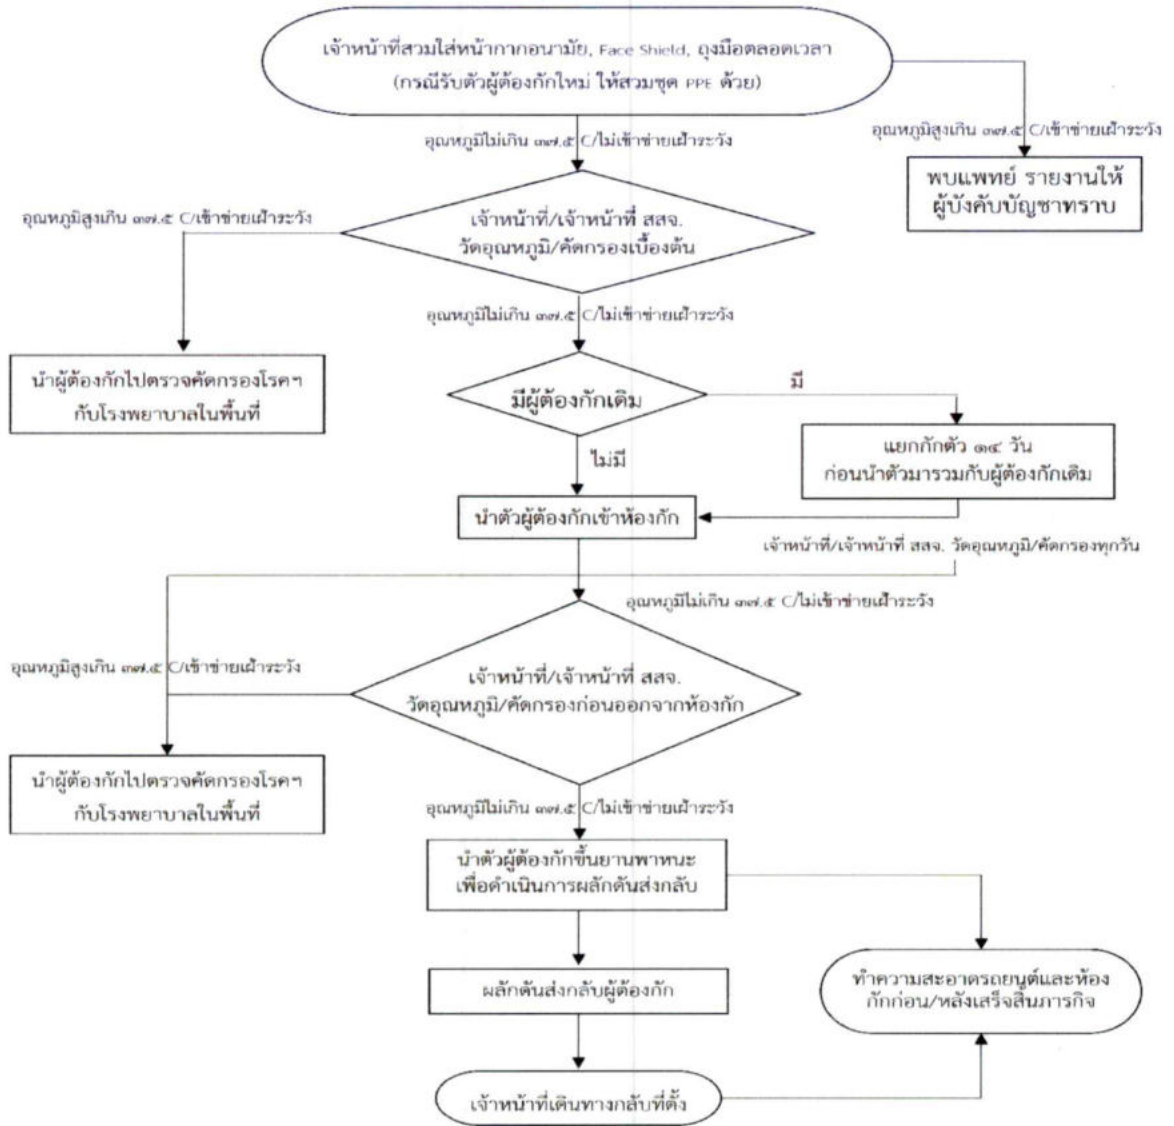 เจ้าหน้าที่สวมใส่หน้ากากอนามัย, Face Shield, ถุงมือตลอดเวลา
(กรณีรับตัวผู้ต้องกักใหม่ ให้สวมชุด PPE ด้วย)
อุณหภูมิไม่เกิน ๓๗.๕ C/ไม่เข้าข่ายเฝ้าระวัง
อุณหภูมิสูงเกิน ๓๗.๕ C/เข้าข่ายเฝ้าระวัง
พบแพทย์ รายงานให้
ผู้บังคับบัญชาทราบ
อุณหภูมิสูงเกิน ๓๗.๕ C/เข้าข่ายเฝ้าระวัง
เจ้าหน้าที่/เจ้าหน้าที่ สสจ.
วัดอุณหภูมิ/คัดกรองเบื้องต้น
อุณหภูมิไม่เกิน ๓๗.๕ C/ไม่เข้าข่ายเฝ้าระวัง
นำผู้ต้องกักไปตรวจคัดกรองโรคฯ
กับโรงพยาบาลในพื้นที่
มีผู้ต้องกักเดิม
มี
ไม่มี
แยกกักตัว ๑๔ วัน
ก่อนนำตัวมารวมกับผู้ต้องกักเดิม
นำตัวผู้ต้องกักเข้าห้องกัก
เจ้าหน้าที่/เจ้าหน้าที่ สสจ. วัดอุณหภูมิ/คัดกรองทุกวัน
อุณหภูมิไม่เกิน ๓๗.๕ C/ไม่เข้าข่ายเฝ้าระวัง
อุณหภูมิสูงเกิน ๓๗.๕ C/เข้าข่ายเฝ้าระวัง
เจ้าหน้าที่/เจ้าหน้าที่ สสจ.
วัดอุณหภูมิ/คัดกรองก่อนออกจากห้องกัก
นำผู้ต้องกักไปตรวจคัดกรองโรคฯ
กับโรงพยาบาลในพื้นที่
อุณหภูมิไม่เกิน ๓๗.๕ C/ไม่เข้าข่ายเฝ้าระวัง
นำตัวผู้ต้องกักขึ้นยานพาหนะ
เพื่อดำเนินการผลักดันส่งกลับ
ผลักดันส่งกลับผู้ต้องกัก
ทำความสะอาดรถยนต์และห้อง
กักก่อน/หลังเสร็จสิ้นภารกิจ
เจ้าหน้าที่เดินทางกลับที่ตั้ง